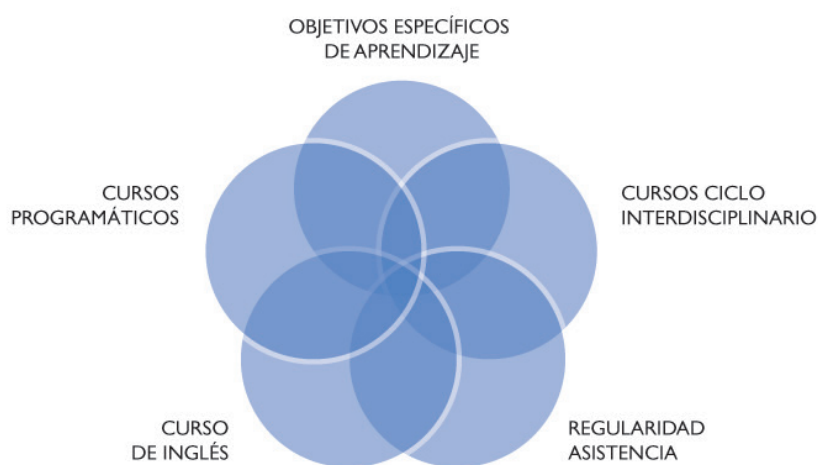 OBJETIVOS ESPECÍFICOS
DE APRENDIZAJE
CURSOS
PROGRAMÁTICOS
CURSOS CICLO
INTERDISCIPLINARIO
CURSO
DE INGLÉS
REGULARIDAD
ASISTENCIA